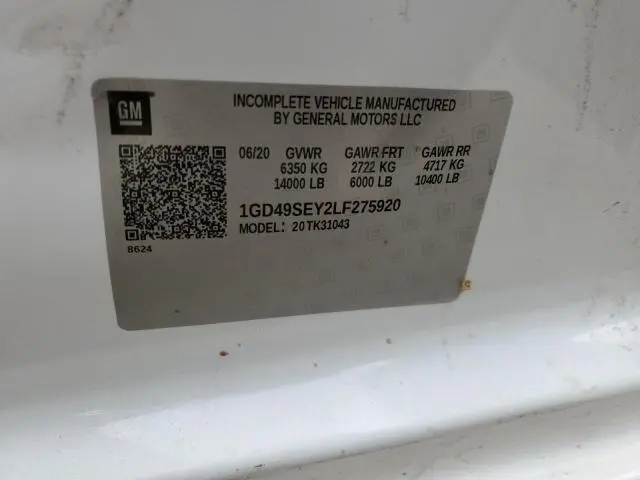 GM
INCOMPLETE VEHICLE MANUFACTURED
BY GENERAL MOTORS LLC
06/20 GVWR GAWR FRT GAWR RR
6350 KG 2722 KG 4717 KG
14000 LB 6000 LB 10400 LB
1GD49SEY2LF275920
MODEL: 20TK31043
8624